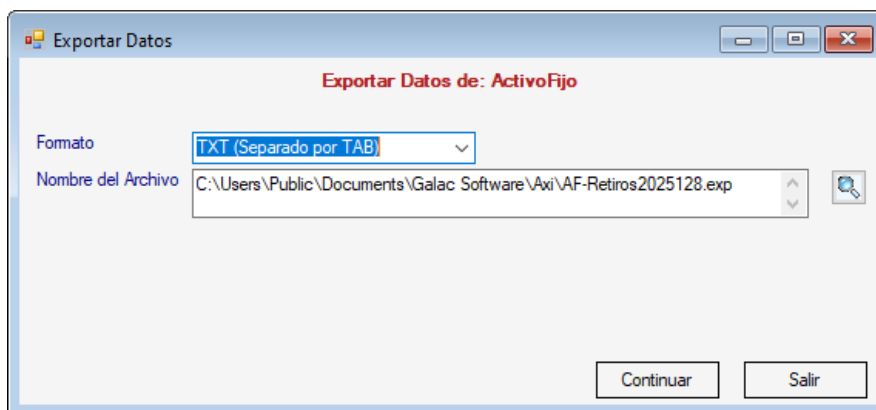 Exportar Datos
Exportar Datos de: ActivoFijo
Formato TXT (Separado por TAB)
Nombre del Archivo C:\Users\Public\Documents\Galac Software\Axi\AF-Retiros2025128.exp
Continuar Salir